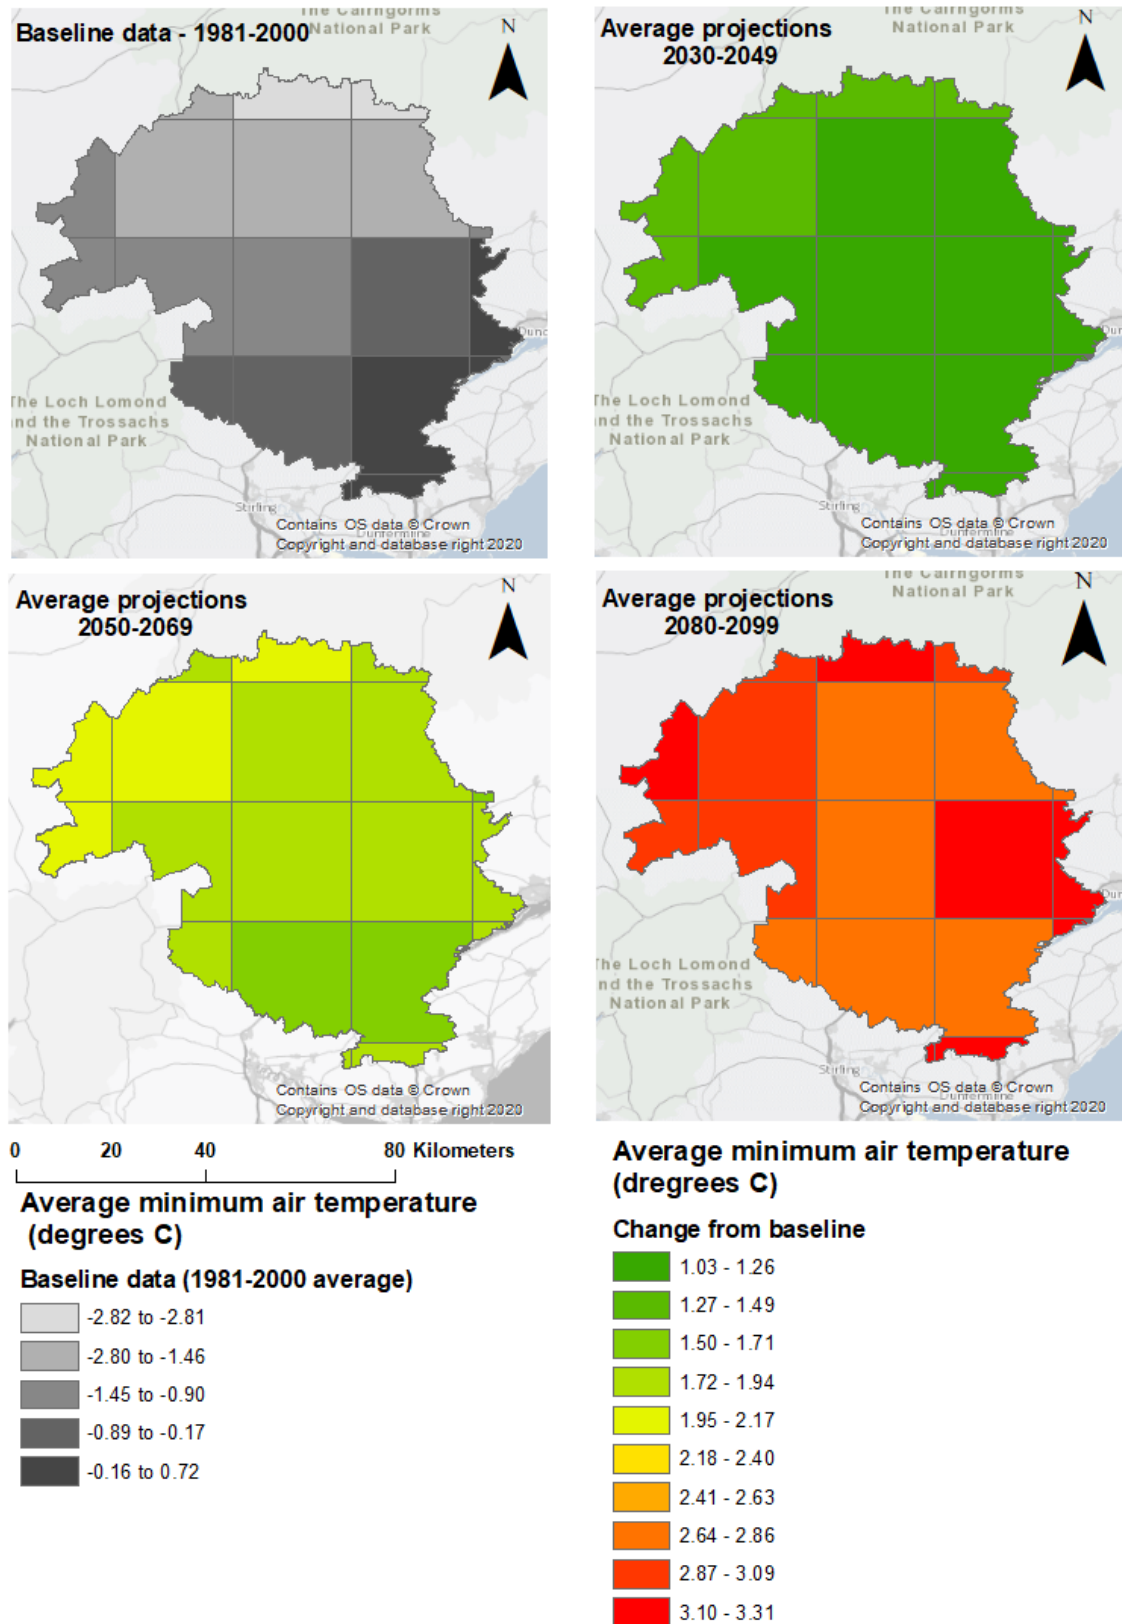 The Cairngorms
National Park
Baseline data - 1981-2000
N
The Loch Lomond
and the Trossachs
National Park
Stirling
Dunfermline
Contains OS data © Crown
Copyright and database right 2020
The Cairngorms
National Park
Average projections
2030-2049
N
The Loch Lomond
and the Trossachs
National Park
Stirling
Dunfermline
Contains OS data © Crown
Copyright and database right 2020
Average projections
2050-2069
N
Contains OS data © Crown
Copyright and database right 2020
The Cairngorms
National Park
Average projections
2080-2099
N
The Loch Lomond
and the Trossachs
National Park
Stirling
Dunfermline
Contains OS data © Crown
Copyright and database right 2020
0 20 40 80 Kilometers
Average minimum air temperature
(degrees C)
Baseline data (1981-2000 average)
-2.82 to -2.81
-2.80 to -1.46
-1.45 to -0.90
-0.89 to -0.17
-0.16 to 0.72
Average minimum air temperature
(dregrees C)
Change from baseline
1.03 - 1.26
1.27 - 1.49
1.50 - 1.71
1.72 - 1.94
1.95 - 2.17
2.18 - 2.40
2.41 - 2.63
2.64 - 2.86
2.87 - 3.09
3.10 - 3.31